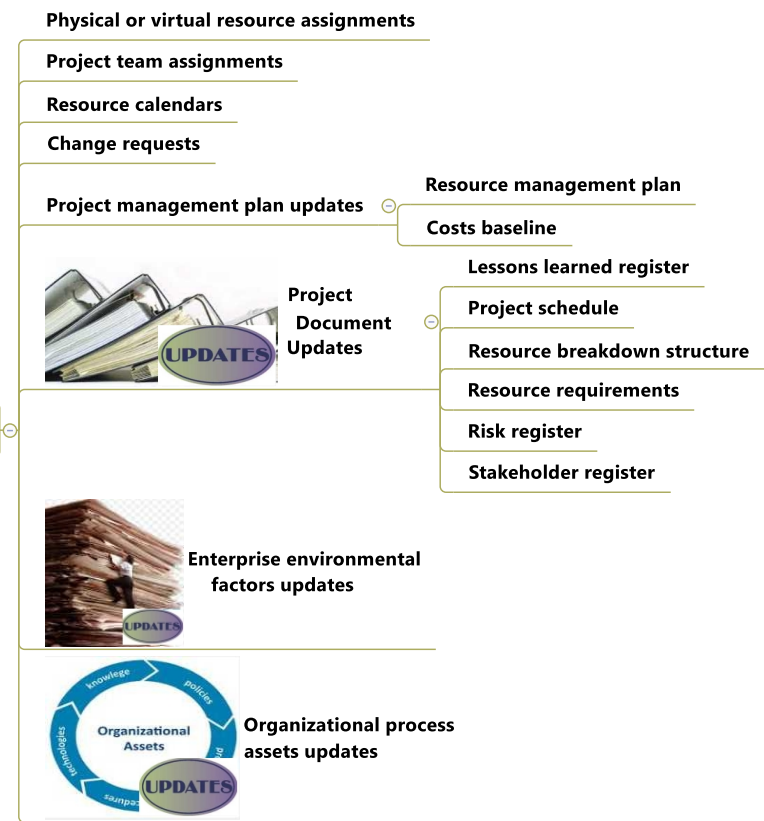 Physical or virtual resource assignments
Project team assignments
Resource calendars
Change requests
Project management plan updates
Resource management plan
Costs baseline
Project
Document
Updates
UPDATES
Lessons learned register
Project schedule
Resource breakdown structure
Resource requirements
Risk register
Stakeholder register
Enterprise environmental
factors updates
UPDATES
knowlege
policies
technologies
Organizational
Assets
UPDATES
Organizational process
assets updates